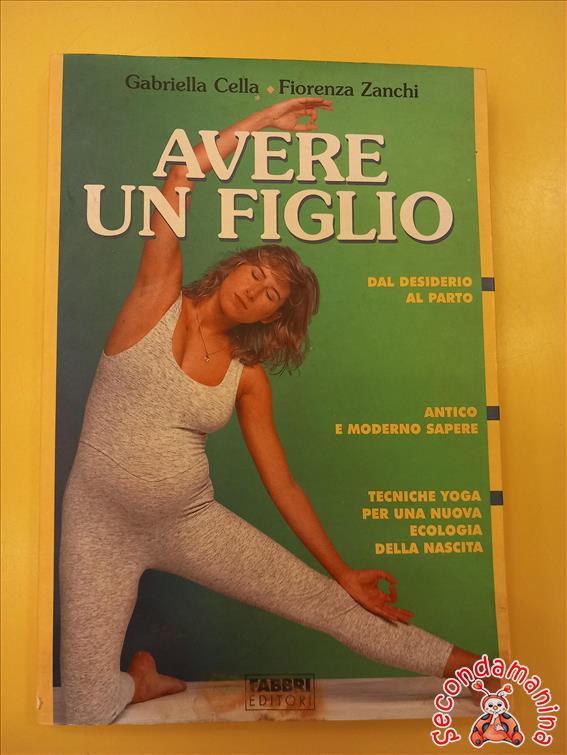 Gabriella Cella ◆ Fiorenza Zanchi
AVERE
UN FIGLIO
DAL DESIDERIO
AL PARTO
ANTICO
E MODERNO SAPERE
TECNICHE YOGA
PER UNA NUOVA
ECOLOGIA
DELLA NASCITA
FABBRI
EDITORI
secondamanina